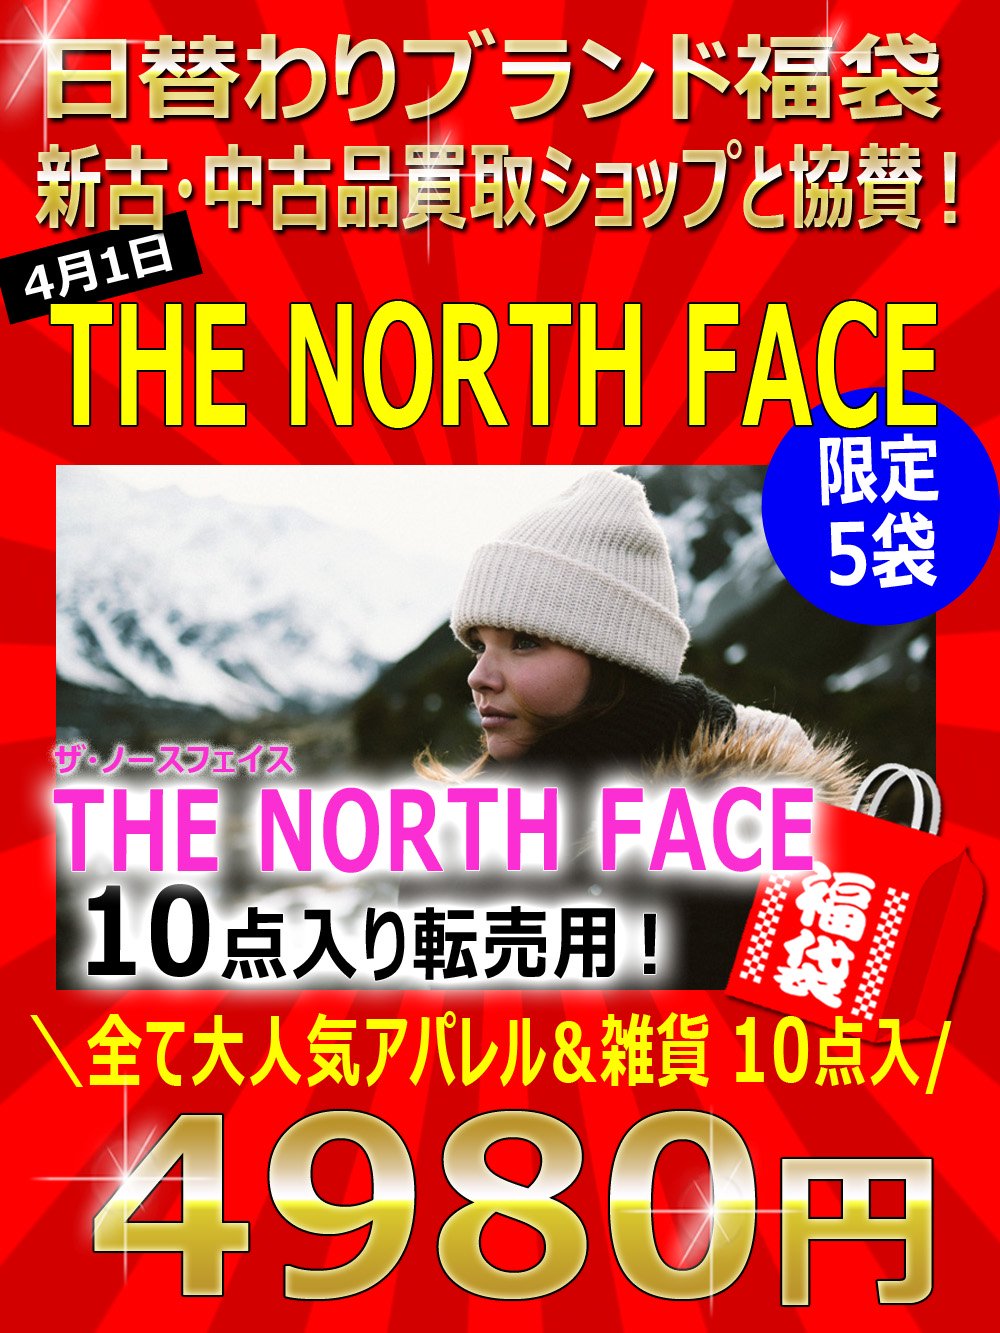 日替わりブランド福袋
新古・中古品買取ショップと協賛！
4月1日
THE NORTH FACE
限定
5袋
ザ・ノースフェイス
THE NORTH FACE
10点入り転売用！
福袋
\全て大人気アパレル＆雑貨 10点入/
4980円